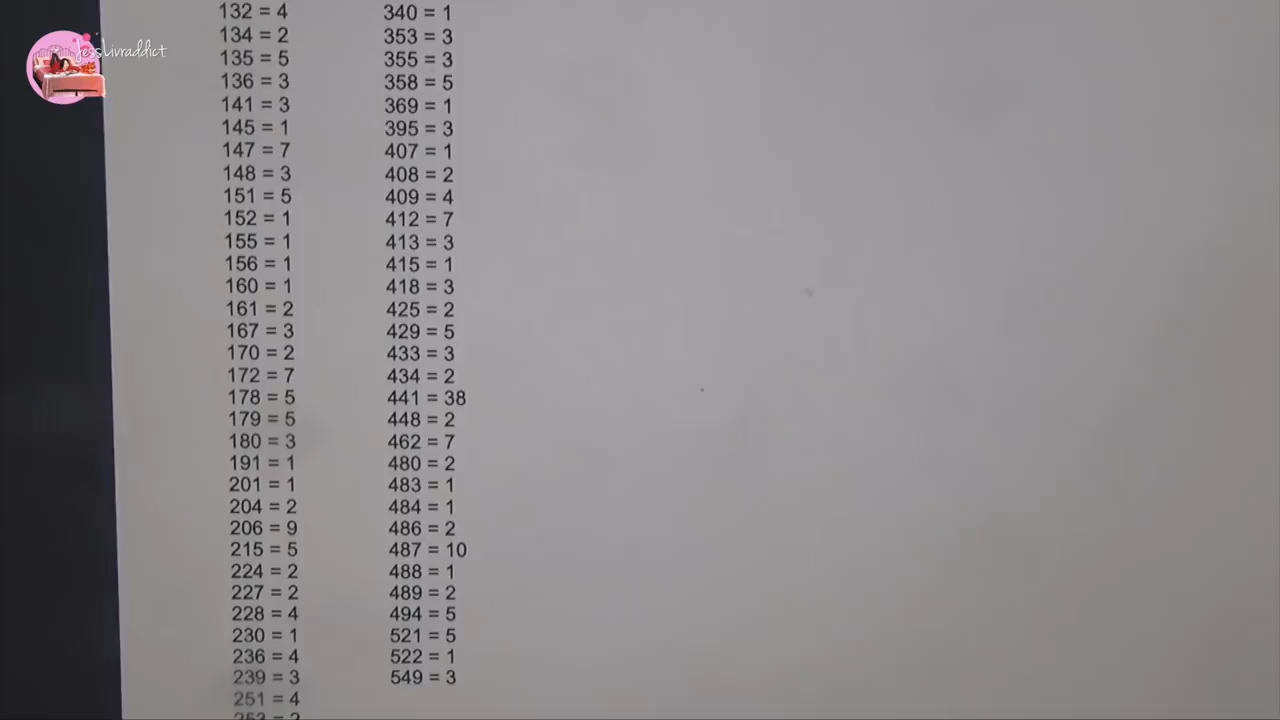 JessLivraddict
132 = 4
134 = 2
135 = 5
136 = 3
141 = 3
145 = 1
147 = 7
148 = 3
151 = 5
152 = 1
155 = 1
156 = 1
160 = 1
161 = 2
167 = 3
170 = 2
172 = 7
178 = 5
179 = 5
180 = 3
191 = 1
201 = 1
204 = 2
206 = 9
215 = 5
224 = 2
227 = 2
228 = 4
230 = 1
236 = 4
239 = 3
251 = 4
253 = 2
340 = 1
353 = 3
355 = 3
358 = 5
369 = 1
395 = 3
407 = 1
408 = 2
409 = 4
412 = 7
413 = 3
415 = 1
418 = 3
425 = 2
429 = 5
433 = 3
434 = 2
441 = 38
448 = 2
462 = 7
480 = 2
483 = 1
484 = 1
486 = 2
487 = 10
488 = 1
489 = 2
494 = 5
521 = 5
522 = 1
549 = 3